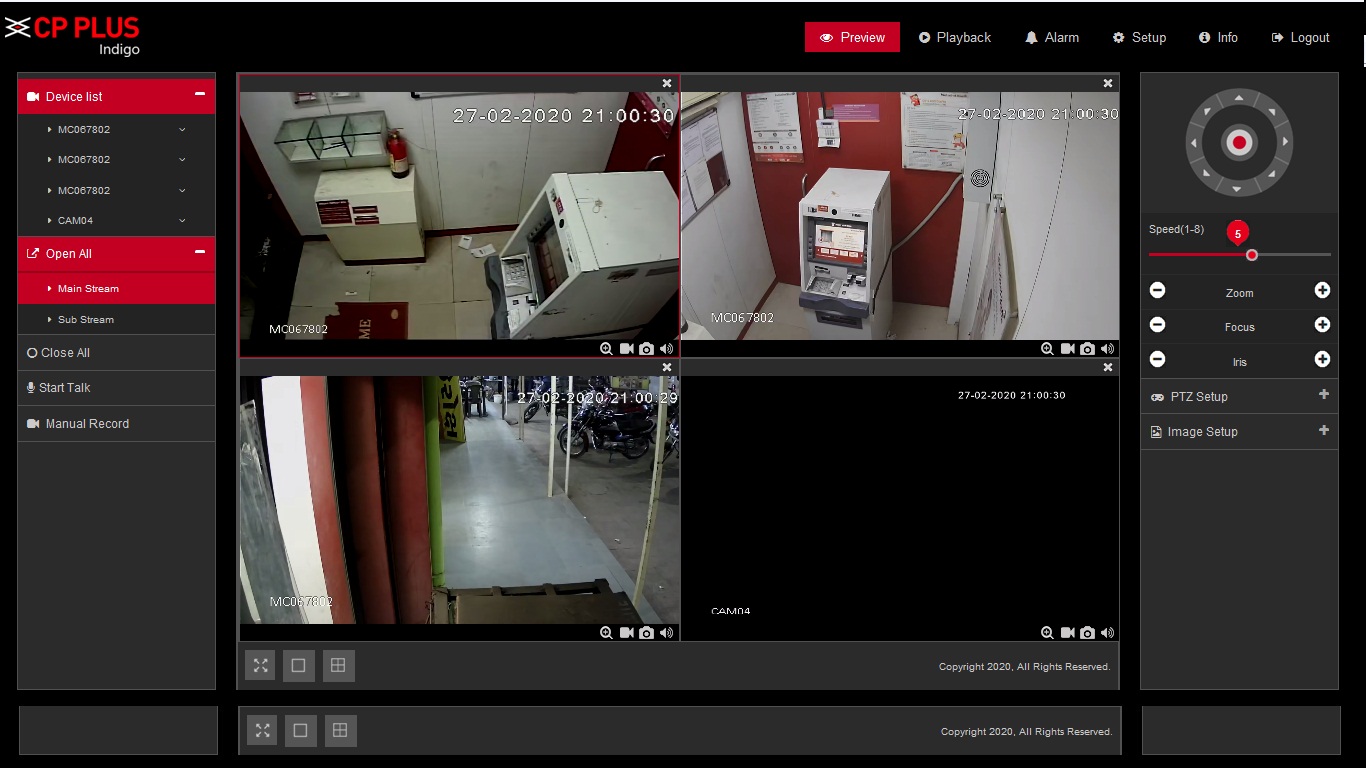 CP PLUS
Indigo
Preview
Playback
Alarm
Setup
Info
Logout
Device list
MC067802
MC067802
MC067802
CAM04
Open All
Main Stream
Sub Stream
Close All
Start Talk
Manual Record
27-02-2020 21:00:30
MC067802
27-02-2020 21:00:30
MC067802
27-02-2020 21:00:29
MC067802
27-02-2020 21:00:30
CAM04
Speed(1-8)
5
Zoom
Focus
Iris
PTZ Setup
Image Setup
Copyright 2020, All Rights Reserved.
Copyright 2020, All Rights Reserved.